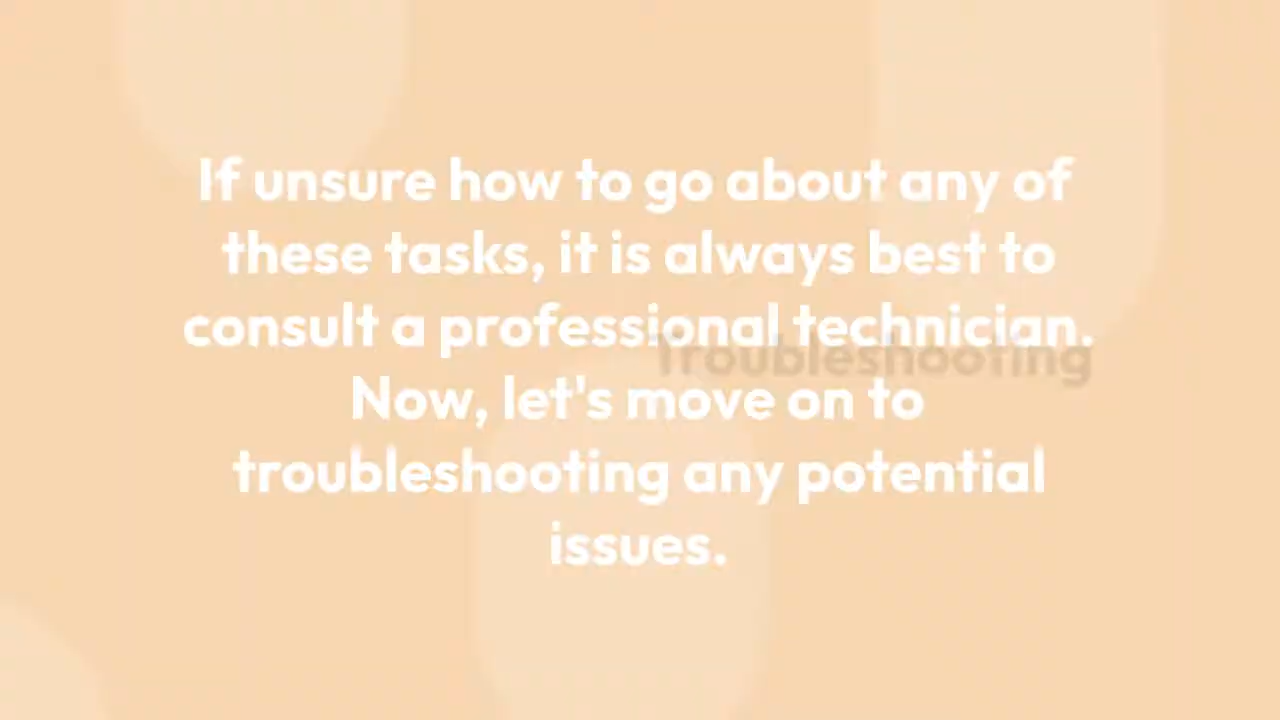 If unsure how to go about any of
these tasks, it is always best to
consult a professional technician.
Troubleshooting
Now, let's move on to
troubleshooting any potential
issues.